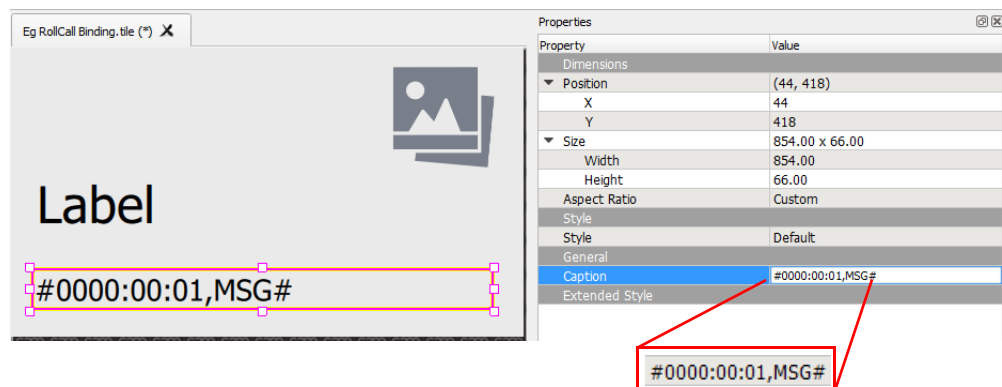 Eg RollCall Binding.tile (*)
Label
#0000:00:01,MSG#
Properties
Property Value
Dimensions
Position (44, 418)
X 44
Y 418
Size 854.00 x 66.00
Width 854.00
Height 66.00
Aspect Ratio Custom
Style
Style Default
General
Caption #0000:00:01,MSG#
Extended Style
#0000:00:01,MSG#